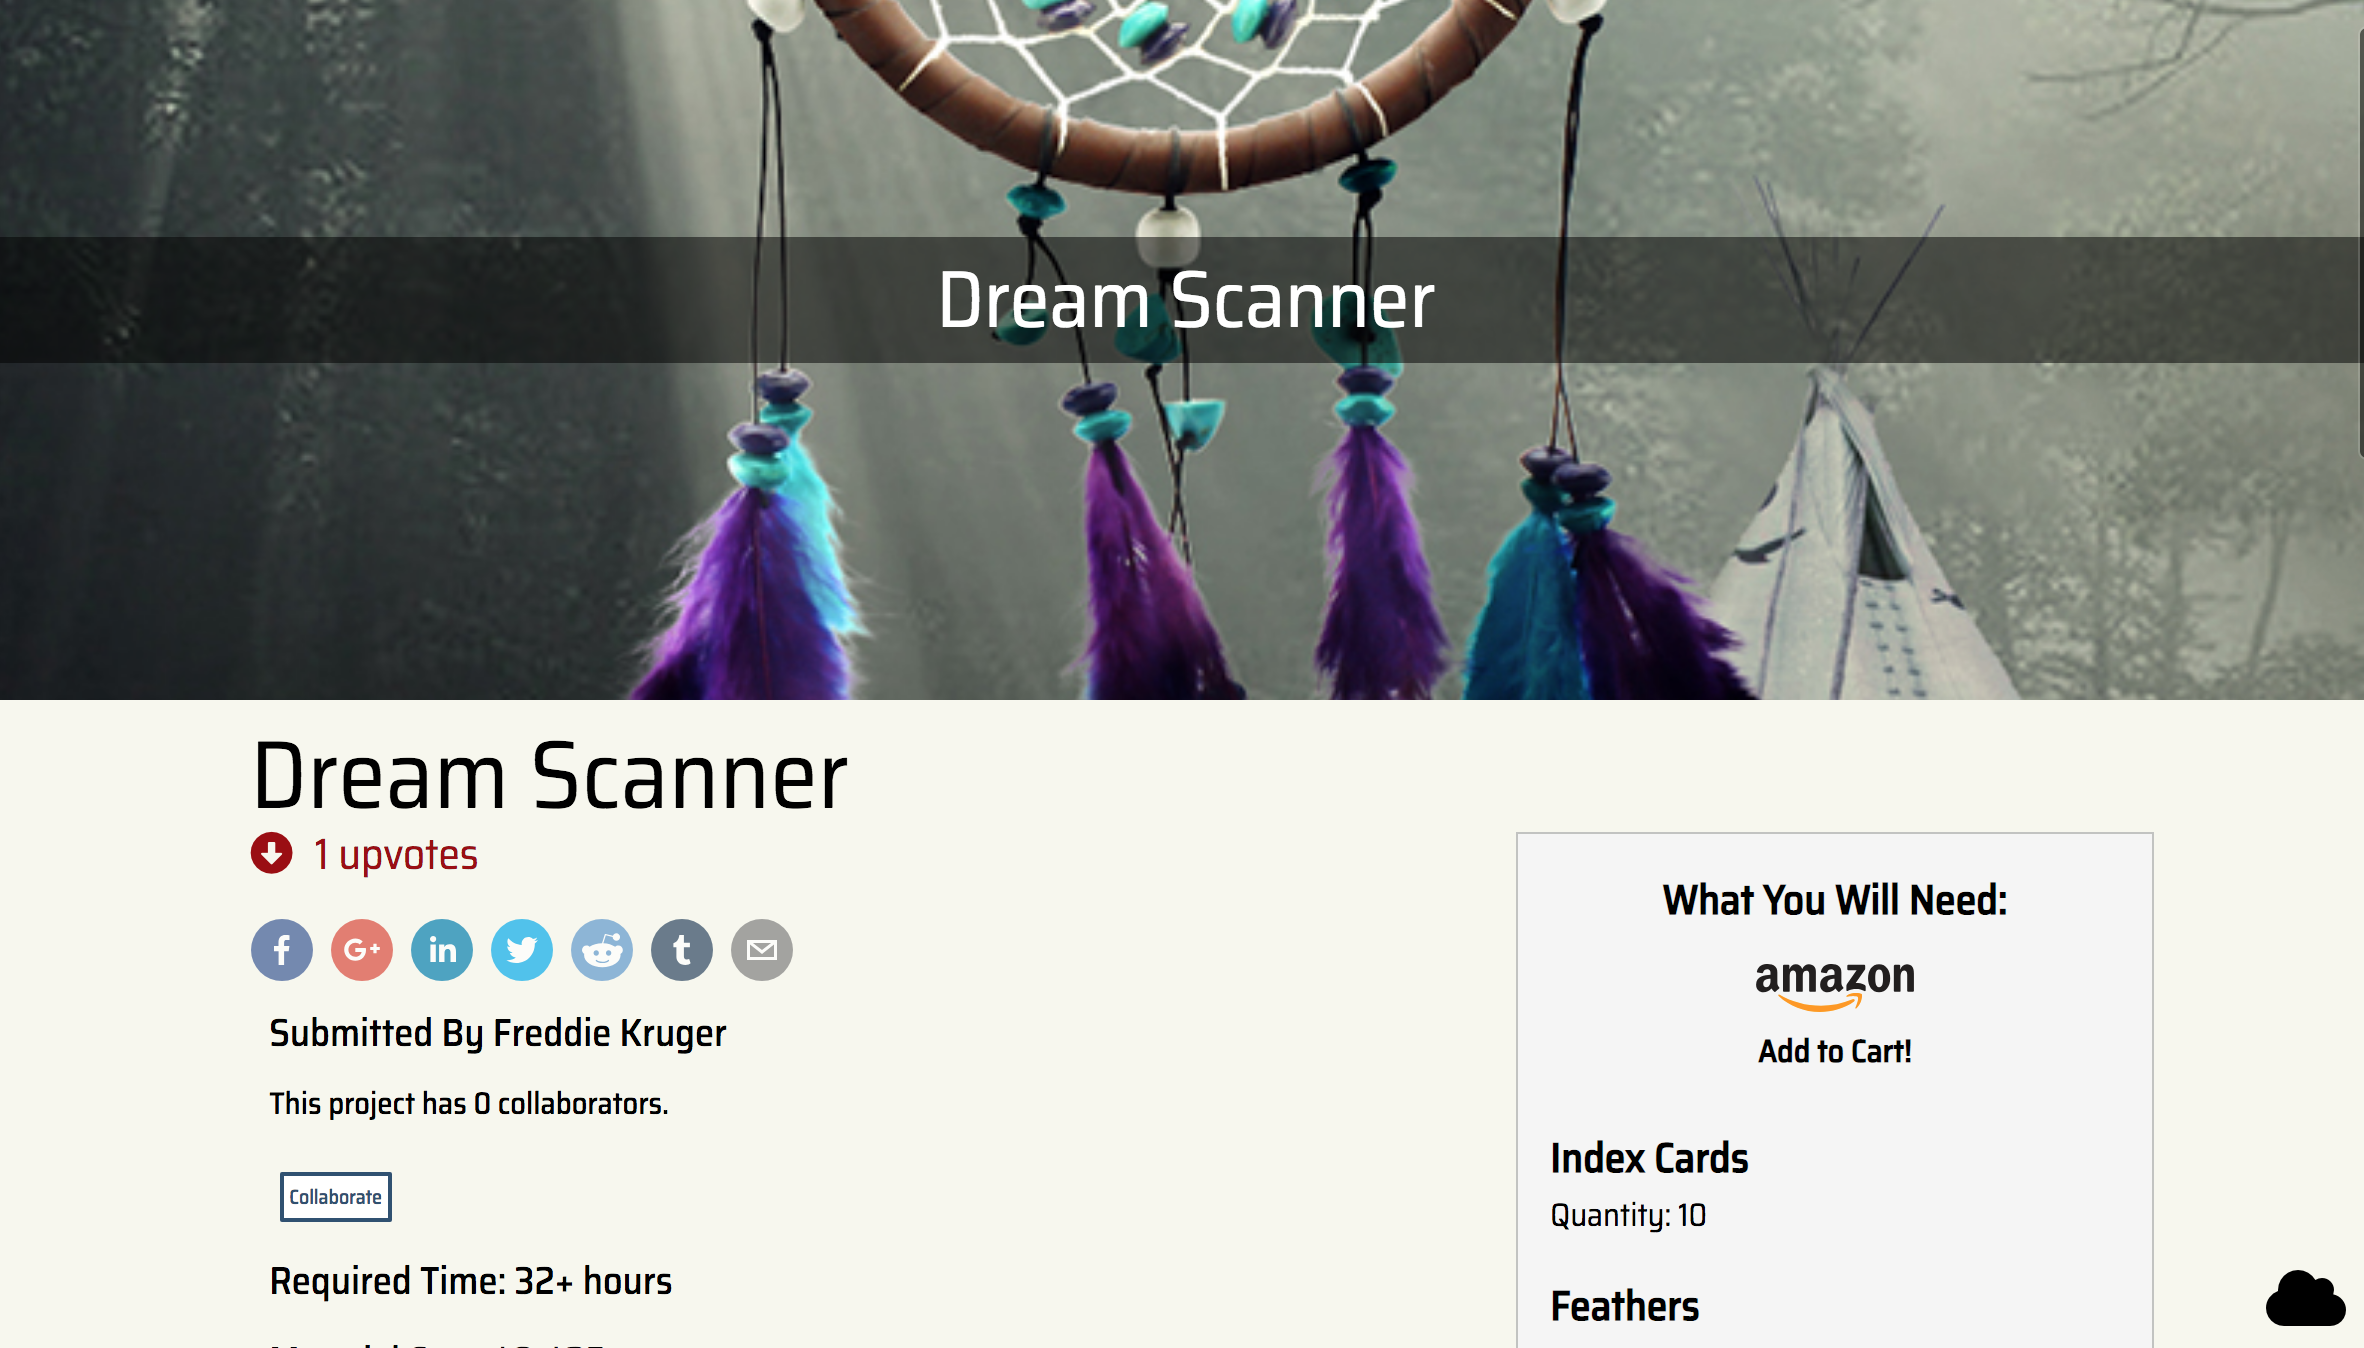 Dream Scanner
Dream Scanner
1 upvotes
Submitted By Freddie Kruger
This project has 0 collaborators.
Collaborate
Required Time: 32+ hours
What You Will Need:
amazon
Add to Cart!
Index Cards
Quantity: 10
Feathers